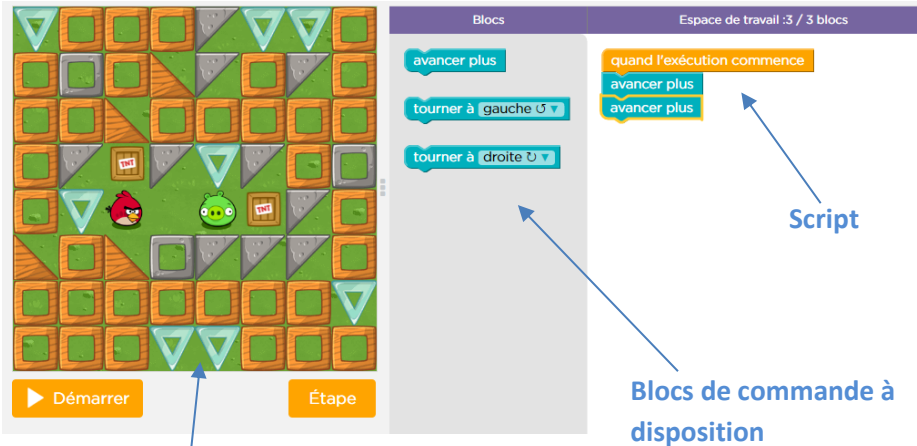 Blocs
Espace de travail :3 / 3 blocs
avancer plus
tourner à gauche ↺ ▼
tourner à droite ↻ ▼
quand l'exécution commence
avancer plus
avancer plus
TNT
TNT
Script
Démarrer
Étape
Blocs de commande à
disposition